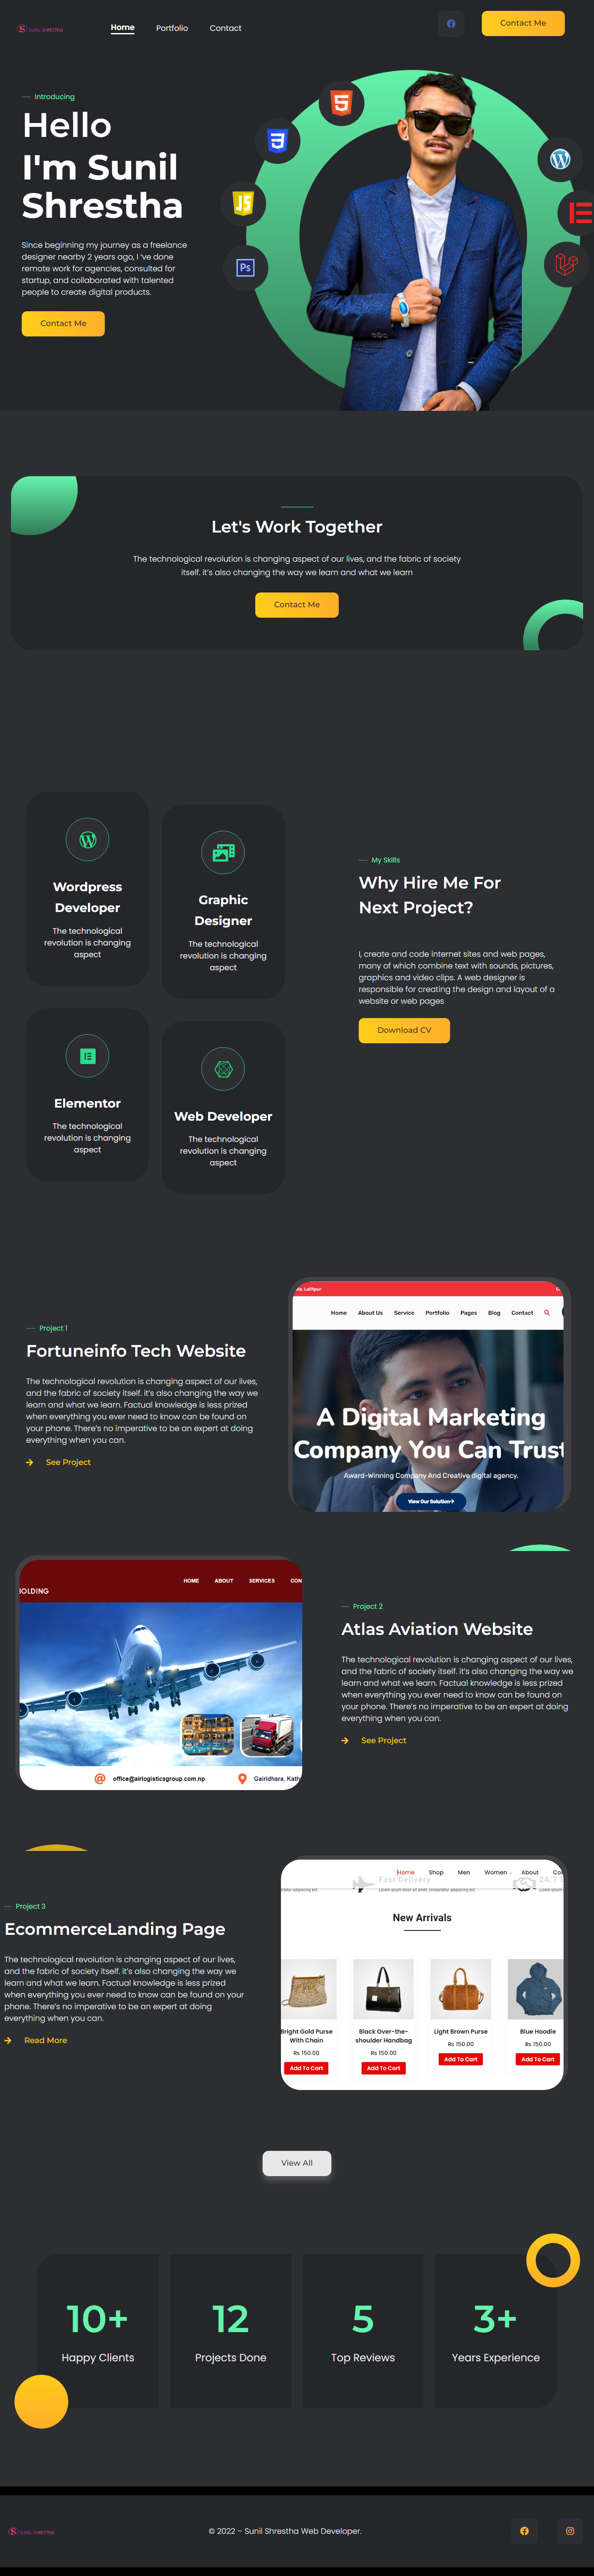 SUNIL SHRESTHA
Home
Portfolio
Contact
Contact Me
Introducing
Hello
I'm Sunil
Shrestha
Since beginning my journey as a freelance
designer nearby 2 years ago, I 've done
remote work for agencies, consulted for
startup, and collaborated with talented
people to create digital products.
Contact Me
JS
Ps
Let's Work Together
The technological revolution is changing aspect of our lives, and the fabric of society
itself. it's also changing the way we learn and what we learn
Contact Me
Wordpress
Developer
The technological
revolution is changing
aspect
Graphic
Designer
The technological
revolution is changing
aspect
Elementor
The technological
revolution is changing
aspect
Web Developer
The technological
revolution is changing
aspect
My Skills
Why Hire Me For
Next Project?
I, create and code internet sites and web pages,
many of which combine text with sounds, pictures,
graphics and video clips. A web designer is
responsible for creating the design and layout of a
website or web pages
Download CV
Project 1
Fortuneinfo Tech Website
The technological revolution is changing aspect of our lives,
and the fabric of society itself. it's also changing the way we
learn and what we learn. Factual knowledge is less prized
when everything you ever need to know can be found on
your phone. There's no imperative to be an expert at doing
everything when you can.
See Project
Lalitpur
Home
About Us
Service
Portfolio
Pages
Blog
Contact
A Digital Marketing
Company You Can Trust
Award-Winning Company And Creative digital agency.
View Our Solution
HOLDING
HOME
ABOUT
SERVICES
CON
office@airlogisticsgroup.com.np
Gairidhara, Kath
Project 2
Atlas Aviation Website
The technological revolution is changing aspect of our lives,
and the fabric of society itself. it's also changing the way we
learn and what we learn. Factual knowledge is less prized
when everything you ever need to know can be found on
your phone. There's no imperative to be an expert at doing
everything when you can.
See Project
Project 3
EcommerceLanding Page
The technological revolution is changing aspect of our lives,
and the fabric of society itself. it's also changing the way we
learn and what we learn. Factual knowledge is less prized
when everything you ever need to know can be found on your
phone. There's no imperative to be an expert at doing
everything when you can.
Read More
Home
Shop
Men
Women
About
Co
Fast Delivery
24/7
New Arrivals
Bright Gold Purse
With Chain
Rs 150.00
Add To Cart
Black Over-the-
shoulder Handbag
Rs 150.00
Add To Cart
Light Brown Purse
Rs 150.00
Add To Cart
Blue Hoodie
Rs 150.00
Add To Cart
View All
10+
Happy Clients
12
Projects Done
5
Top Reviews
3+
Years Experience
SUNIL SHRESTHA
© 2022 – Sunil Shrestha Web Developer.